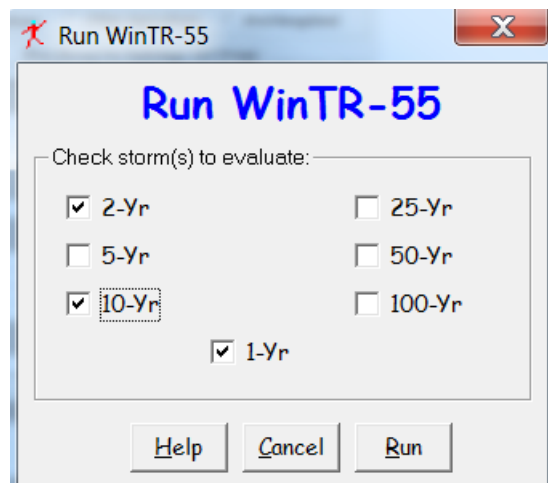 Run WinTR-55
X
Run WinTR-55
Check storm(s) to evaluate:
2-Yr 25-Yr
5-Yr 50-Yr
10-Yr 100-Yr
1-Yr
Help Cancel Run